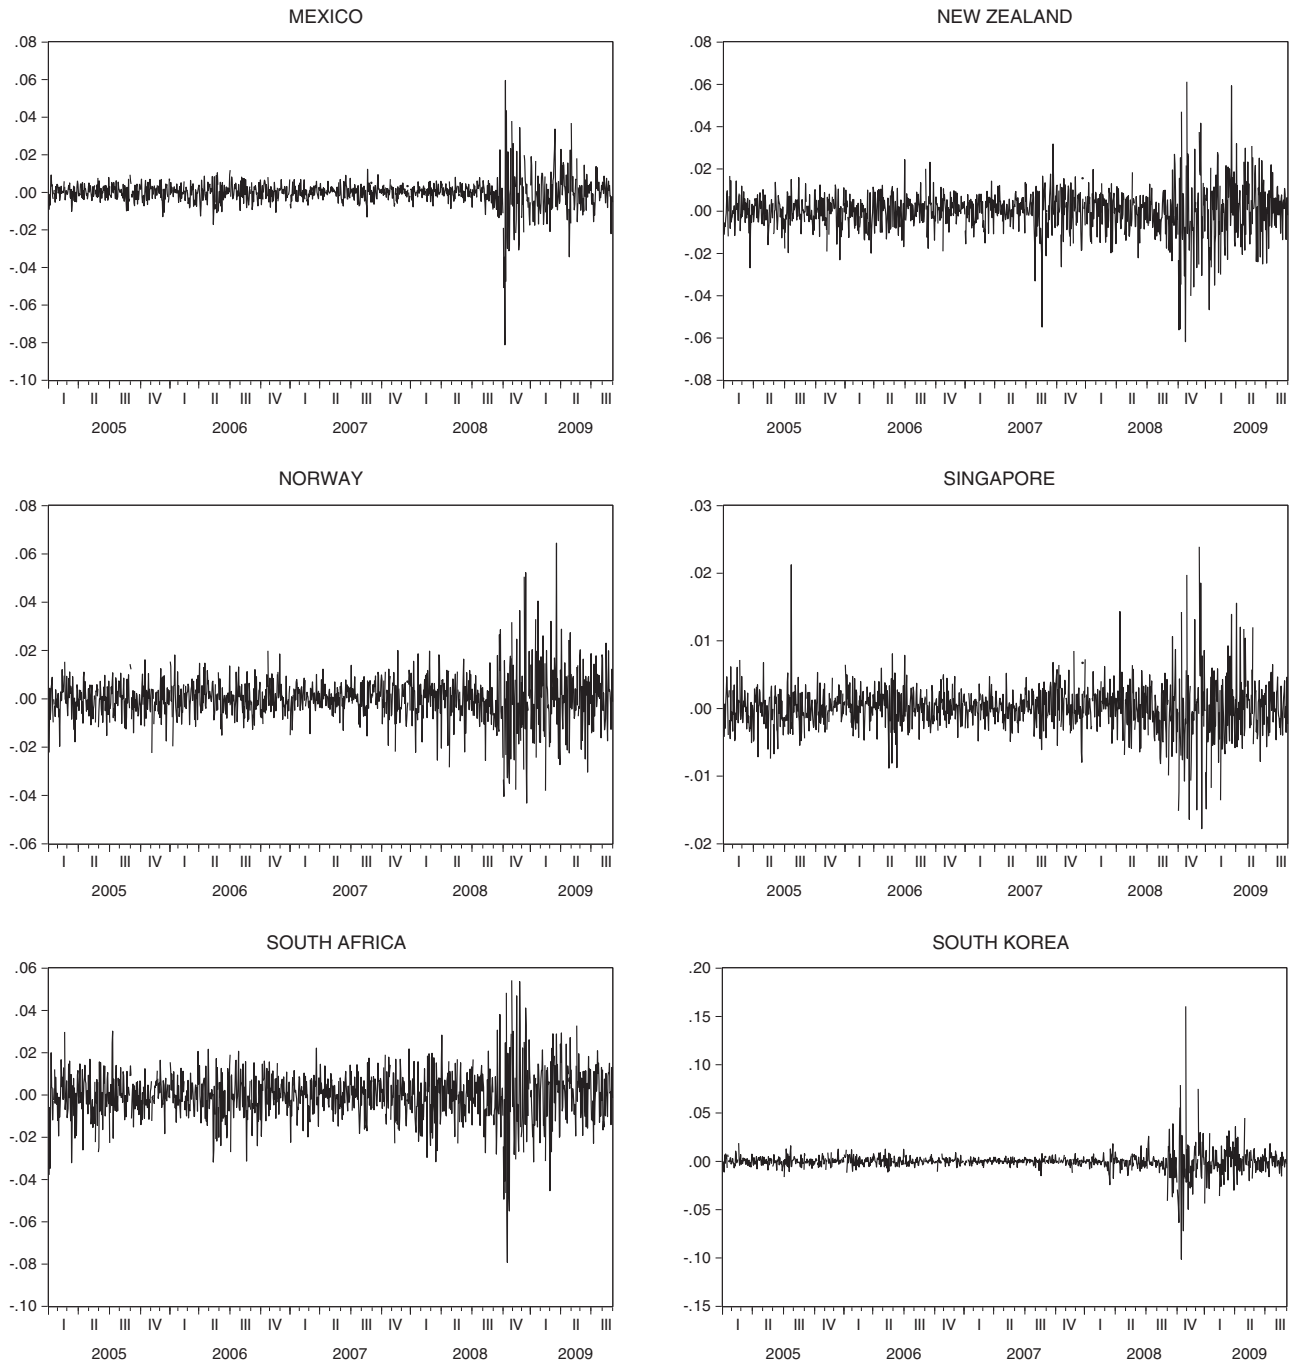 MEXICO
.08
.06
.04
.02
.00
-.02
-.04
-.06
-.08
-.10
I II III IV I II III IV I II III IV I II III IV I II III
2005 2006 2007 2008 2009
NEW ZEALAND
.08
.06
.04
.02
.00
-.02
-.04
-.06
-.08
I II III IV I II III IV I II III IV I II III IV I II III
2005 2006 2007 2008 2009
NORWAY
.08
.06
.04
.02
.00
-.02
-.04
-.06
I II III IV I II III IV I II III IV I II III IV I II III
2005 2006 2007 2008 2009
SINGAPORE
.03
.02
.01
.00
-.01
-.02
I II III IV I II III IV I II III IV I II III IV I II III
2005 2006 2007 2008 2009
SOUTH AFRICA
.06
.04
.02
.00
-.02
-.04
-.06
-.08
-.10
I II III IV I II III IV I II III IV I II III IV I II III
2005 2006 2007 2008 2009
SOUTH KOREA
.20
.15
.10
.05
.00
-.05
-.10
-.15
I II III IV I II III IV I II III IV I II III IV I II III
2005 2006 2007 2008 2009